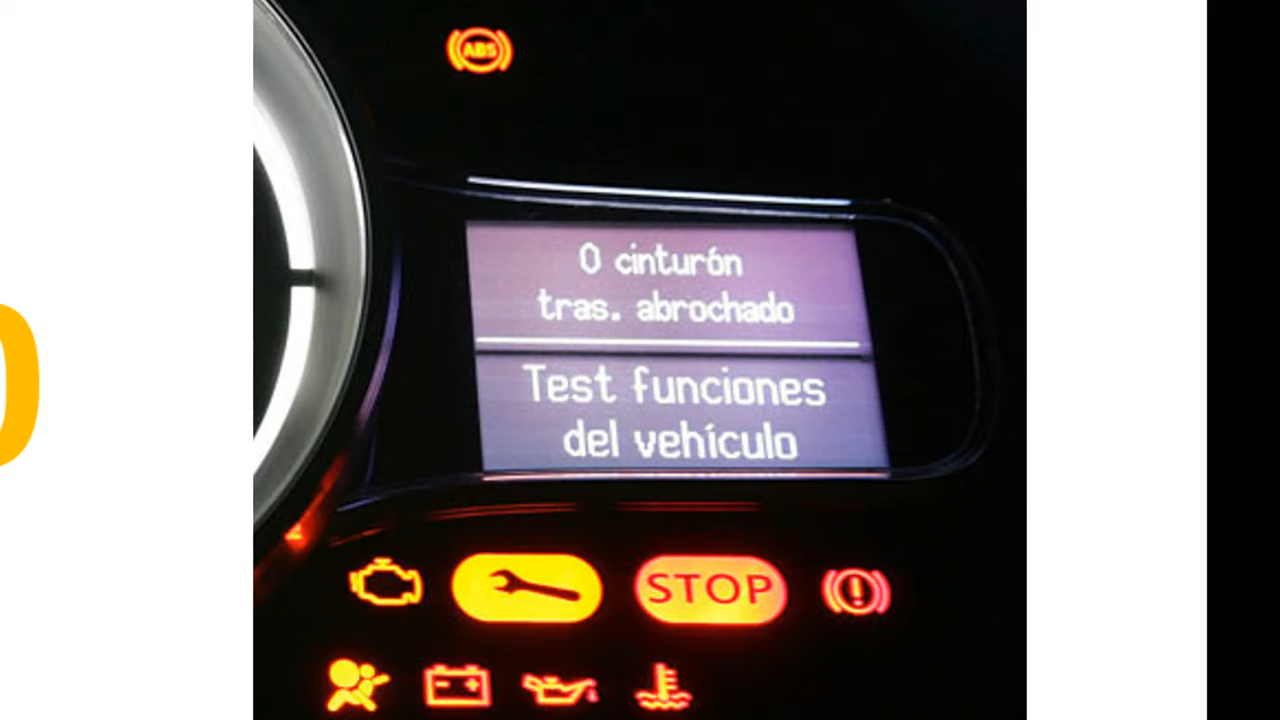 ABS
0 cinturón
tras. abrochado
Test funciones
del vehículo
STOP